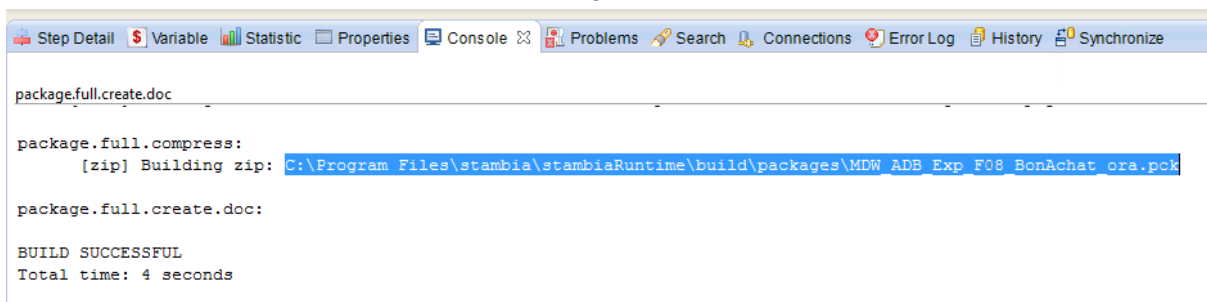 Step Detail Variable Statistic Properties Console Problems Search Connections Error Log History Synchronize
package.full.create.doc
package.full.compress:
[zip] Building zip: C:\Program Files\stambia\stambiaRuntime\build\packages\MDW_ADB_Exp_F08_BonAchat_ora.pck
package.full.create.doc:
BUILD SUCCESSFUL
Total time: 4 seconds